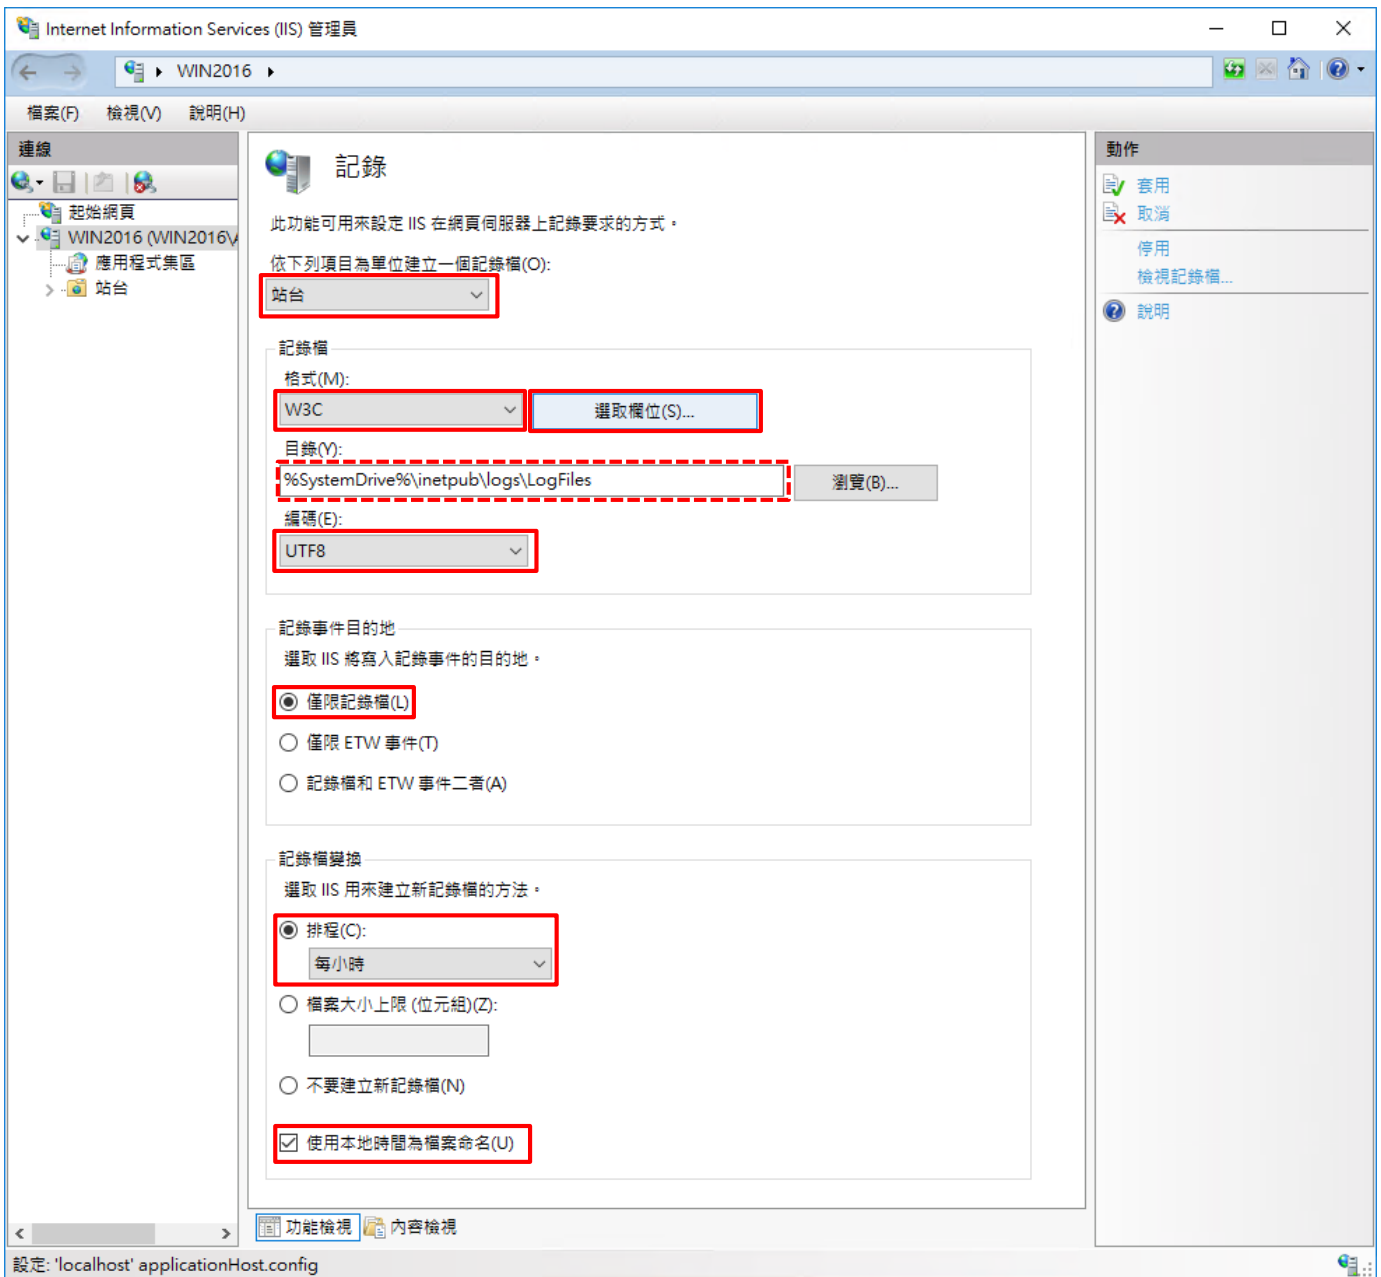 Internet Information Services (IIS) 管理員
WIN2016
檔案(F) 檢視(V) 說明(H)
連線
起始網頁
WIN2016 (WIN2016\A
應用程式集區
站台
記錄
此功能可用來設定 IIS 在網頁伺服器上記錄要求的方式。
依下列項目為單位建立一個記錄檔(O):
站台
記錄檔
格式(M):
W3C 選取欄位(S)...
目錄(Y):
%SystemDrive%\inetpub\logs\LogFiles 瀏覽(B)...
編碼(E):
UTF8
記錄事件目的地
選取 IIS 將寫入記錄事件的目的地。
僅限記錄檔(L)
僅限 ETW 事件(T)
記錄檔和 ETW 事件二者(A)
記錄檔變換
選取 IIS 用來建立新記錄檔的方法。
排程(C):
每小時
檔案大小上限 (位元組)(Z):
不要建立新記錄檔(N)
使用本地時間為檔案命名(U)
功能檢視 內容檢視
動作
套用
取消
停用
檢視記錄檔...
說明
設定: 'localhost' applicationHost.config